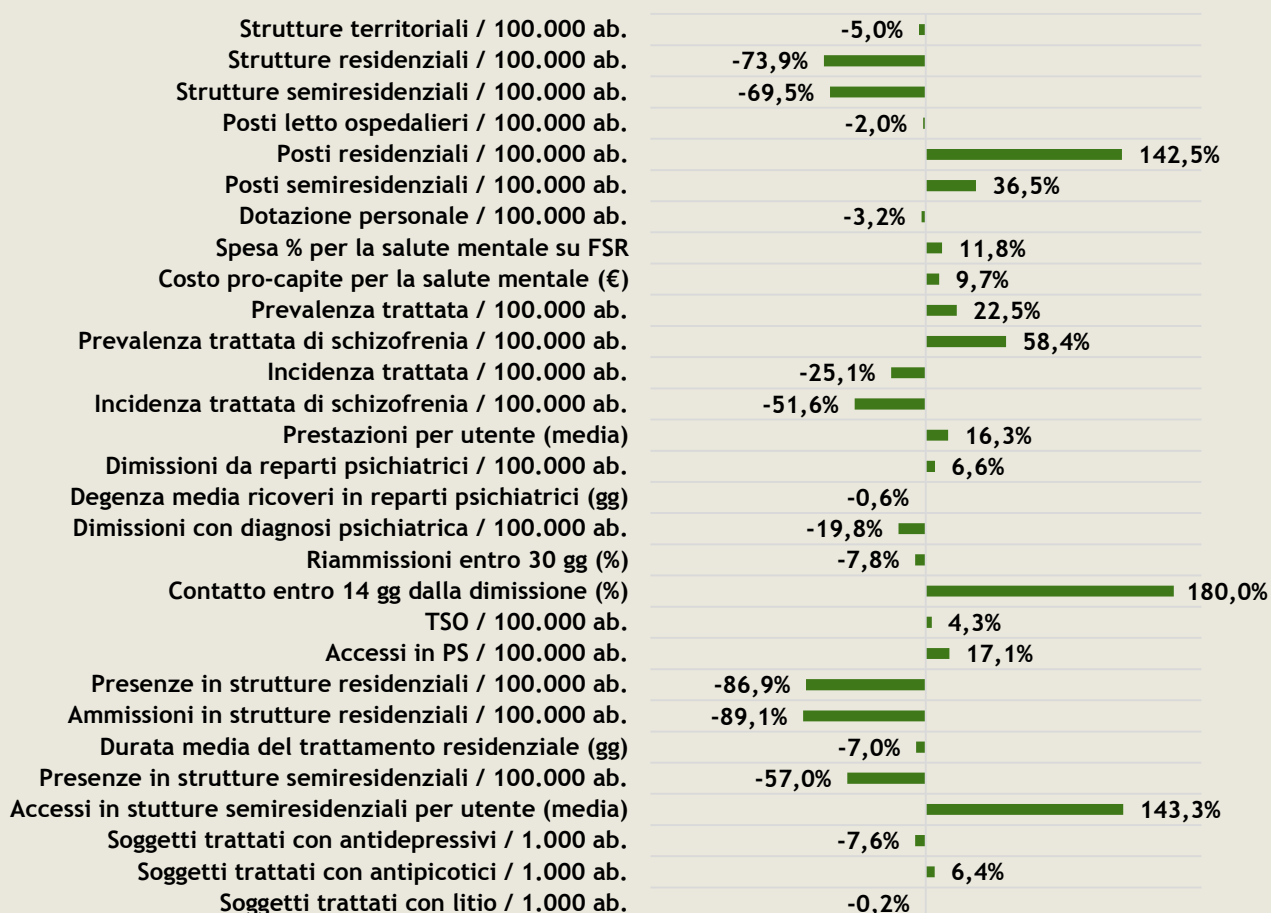 Strutture territoriali / 100.000 ab. -5,0%
Strutture residenziali / 100.000 ab. -73,9%
Strutture semiresidenziali / 100.000 ab. -69,5%
Posti letto ospedalieri / 100.000 ab. -2,0%
Posti residenziali / 100.000 ab. 142,5%
Posti semiresidenziali / 100.000 ab. 36,5%
Dotazione personale / 100.000 ab. -3,2%
Spesa % per la salute mentale su FSR 11,8%
Costo pro-capite per la salute mentale (€) 9,7%
Prevalenza trattata / 100.000 ab. 22,5%
Prevalenza trattata di schizofrenia / 100.000 ab. 58,4%
Incidenza trattata / 100.000 ab. -25,1%
Incidenza trattata di schizofrenia / 100.000 ab. -51,6%
Prestazioni per utente (media) 16,3%
Dimissioni da reparti psichiatrici / 100.000 ab. 6,6%
Degenza media ricoveri in reparti psichiatrici (gg) -0,6%
Dimissioni con diagnosi psichiatrica / 100.000 ab. -19,8%
Riammissioni entro 30 gg (%) -7,8%
Contatto entro 14 gg dalla dimissione (%) 180,0%
TSO / 100.000 ab. 4,3%
Accessi in PS / 100.000 ab. 17,1%
Presenze in strutture residenziali / 100.000 ab. -86,9%
Ammissioni in strutture residenziali / 100.000 ab. -89,1%
Durata media del trattamento residenziale (gg) -7,0%
Presenze in strutture semiresidenziali / 100.000 ab. -57,0%
Accessi in stutture semiresidenziali per utente (media) 143,3%
Soggetti trattati con antidepressivi / 1.000 ab. -7,6%
Soggetti trattati con antipicotici / 1.000 ab. 6,4%
Soggetti trattati con litio / 1.000 ab. -0,2%